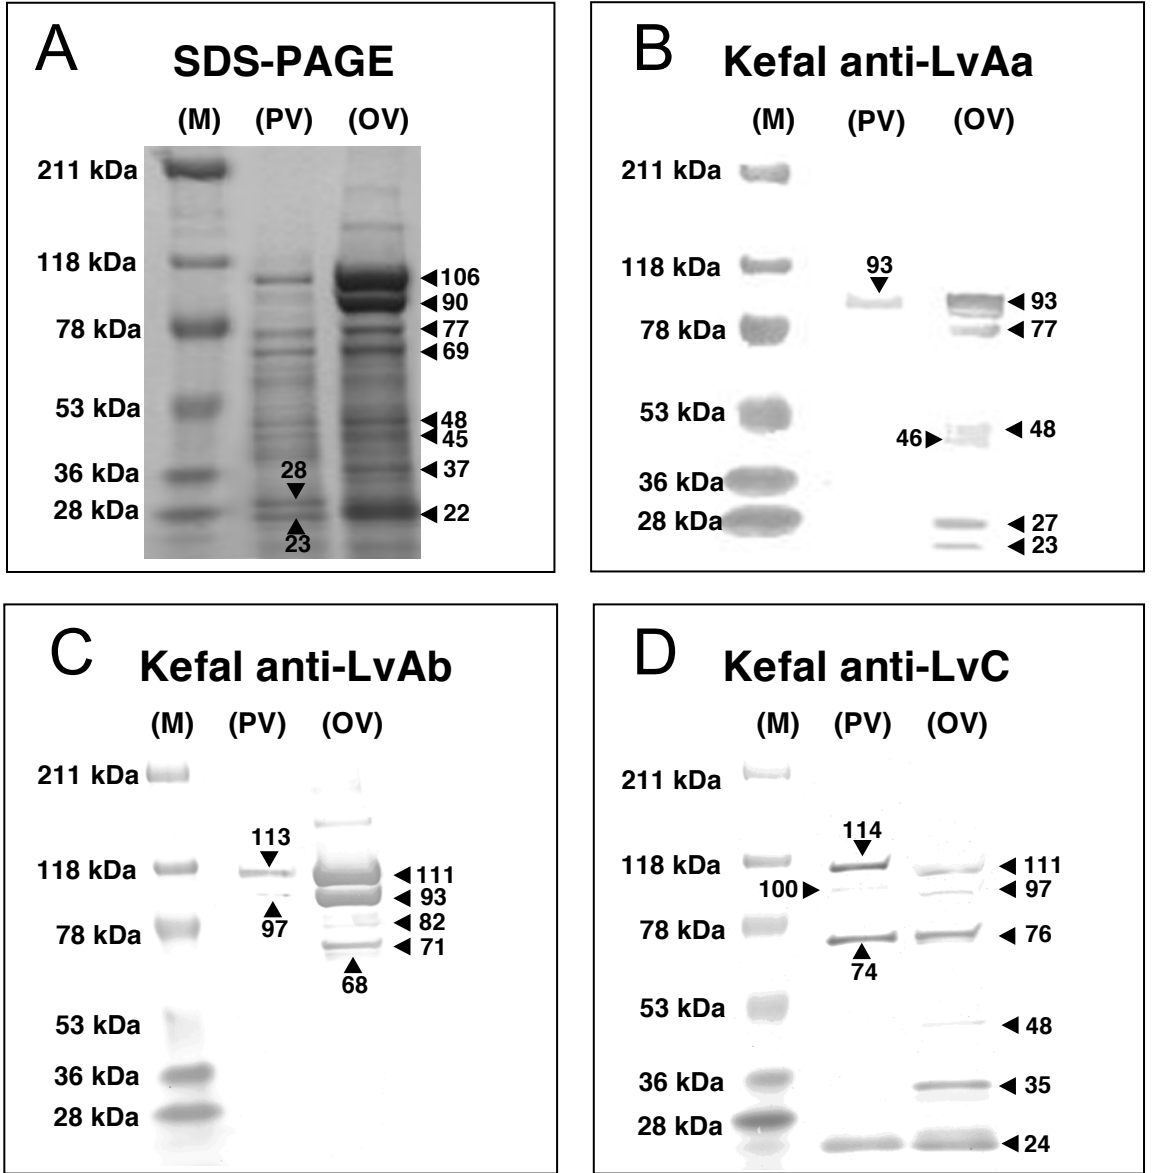 A
SDS-PAGE
(M) (PV) (OV)
211 kDa
118 kDa
106
90
78 kDa
77
69
53 kDa
48
45
36 kDa
28
37
28 kDa
22
23
B
Kefal anti-LvAa
(M) (PV) (OV)
211 kDa
118 kDa
93
93
78 kDa
77
53 kDa
46
48
36 kDa
28 kDa
27
23
C
Kefal anti-LvAb
(M) (PV) (OV)
211 kDa
113
118 kDa
111
93
97
82
78 kDa
71
68
53 kDa
36 kDa
28 kDa
D
Kefal anti-LvC
(M) (PV) (OV)
211 kDa
114
118 kDa
111
100
97
78 kDa
76
74
53 kDa
48
36 kDa
35
28 kDa
24